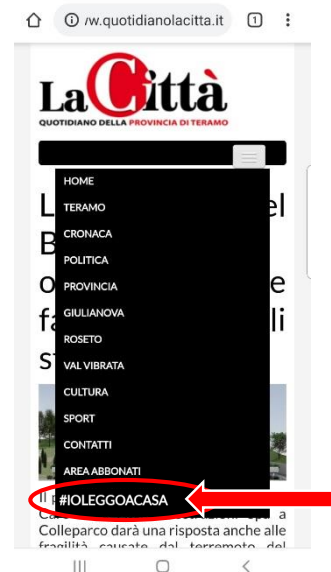 w.quotidianolacitta.it 1
La Città
QUOTIDIANO DELLA PROVINCIA DI TERAMO
HOME
TERAMO
CRONACA
POLITICA
PROVINCIA
GIULIANOVA
ROSETO
VAL VIBRATA
CULTURA
SPORT
CONTATTI
AREA ABBONATI
#IOLEGGOACASA
Colleparco darà una risposta anche alle
fragilità causate dal terremoto del